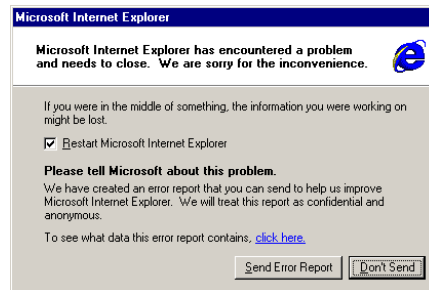 Microsoft Internet Explorer
Microsoft Internet Explorer has encountered a problem
and needs to close.  We are sorry for the inconvenience.
If you were in the middle of something, the information you were working on
might be lost.
Restart Microsoft Internet Explorer
Please tell Microsoft about this problem.
We have created an error report that you can send to help us improve
Microsoft Internet Explorer.  We will treat this report as confidential and
anonymous.
To see what data this error report contains, click here.
Send Error Report Don't Send